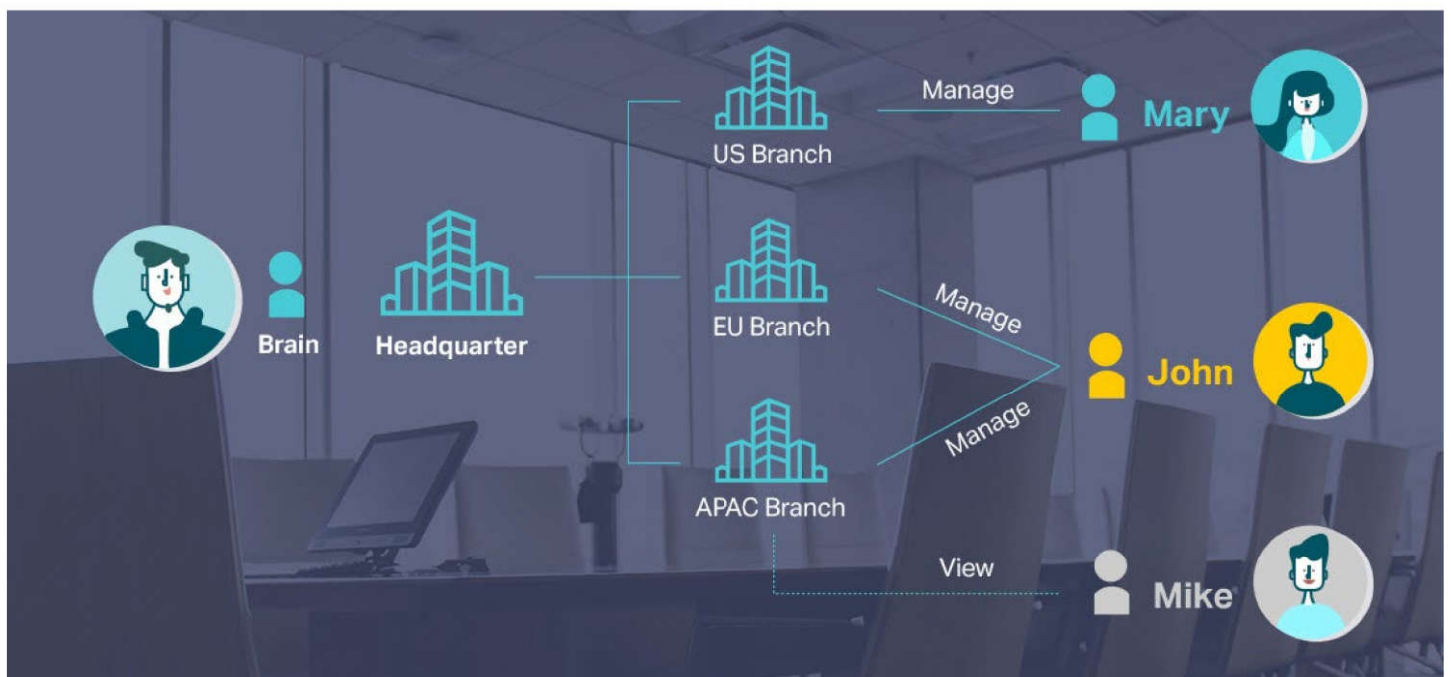 Manage
Mary
US Branch
Brain
Headquarter
EU Branch
Manage
John
Manage
APAC Branch
View
Mike